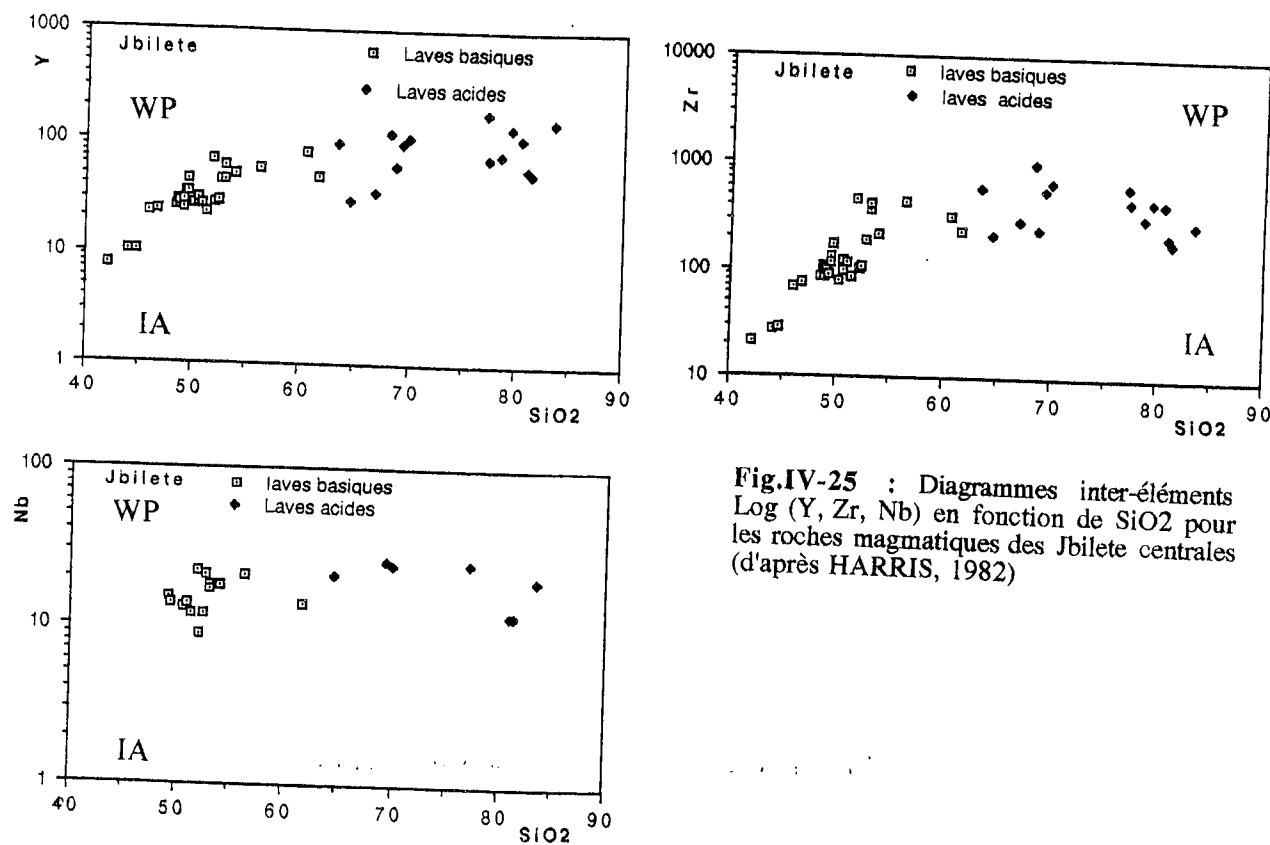 1000
100
10
1
Y
Jbilete
Laves basiques
Laves acides
WP
IA
40 50 60 70 80 90
SiO2
10000
1000
100
10
Zr
Jbilete
laves basiques
laves acides
WP
IA
40 50 60 70 80 90
SiO2
100
10
1
Nb
Jbilete
laves basiques
Laves acides
WP
IA
40 50 60 70 80 90
SiO2
Fig.IV-25 : Diagrammes inter-éléments
Log (Y, Zr, Nb) en fonction de SiO2 pour
les roches magmatiques des Jbilete centrales
(d'après HARRIS, 1982)